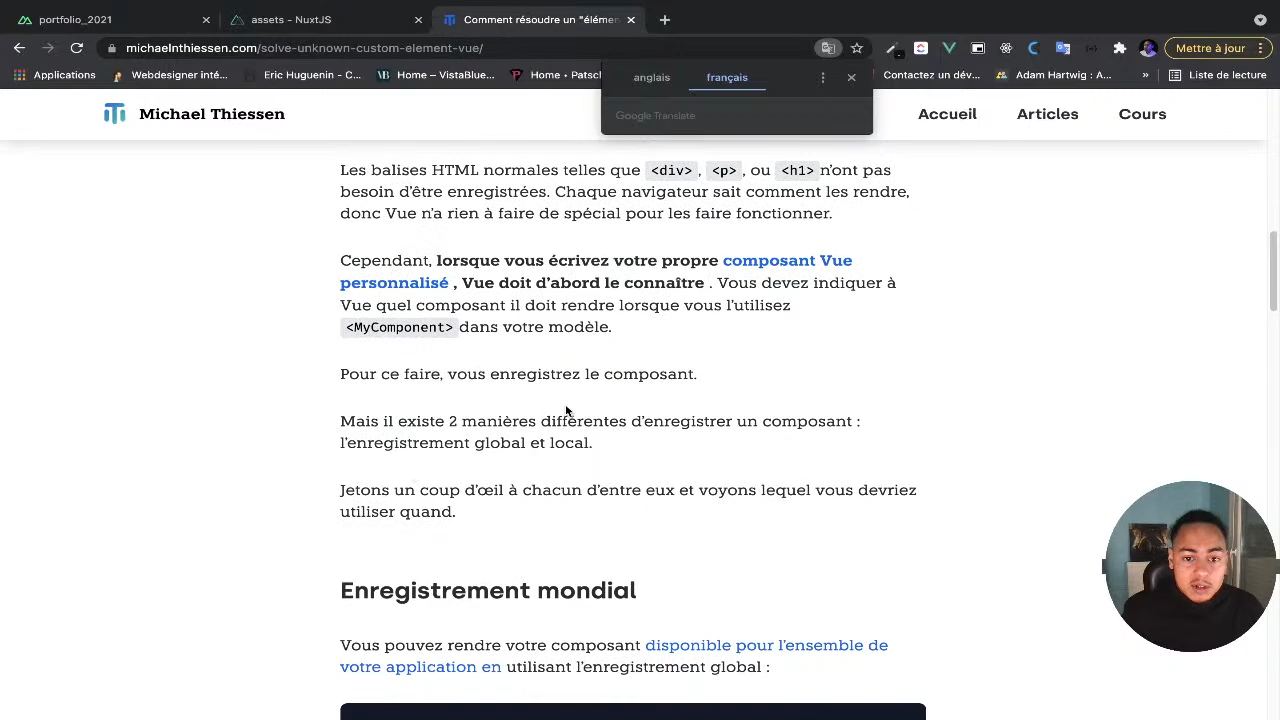 portfolio_2021
assets - NuxtJS
Comment résoudre un "élémen
michaelnthiessen.com/solve-unknown-custom-element-vue/
Mettre à jour
Applications
Webdesigner inté...
Eric Huguenin - C...
Home – VistaBlue...
Home • Patsch
Contactez un dév...
Adam Hartwig + A...
»
Liste de lecture
anglais
français
Google Translate
Michael Thiessen
Accueil
Articles
Cours
Les balises HTML normales telles que <div>, <p>, ou <h1> n'ont pas
besoin d'être enregistrées. Chaque navigateur sait comment les rendre,
donc Vue n'a rien à faire de spécial pour les faire fonctionner.
Cependant, lorsque vous écrivez votre propre composant Vue
personnalisé , Vue doit d'abord le connaître . Vous devez indiquer à
Vue quel composant il doit rendre lorsque vous l'utilisez
<MyComponent> dans votre modèle.
Pour ce faire, vous enregistrez le composant.
Mais il existe 2 manières différentes d'enregistrer un composant :
l'enregistrement global et local.
Jetons un coup d'œil à chacun d'entre eux et voyons lequel vous devriez
utiliser quand.
Enregistrement mondial
Vous pouvez rendre votre composant disponible pour l'ensemble de
votre application en utilisant l'enregistrement global :